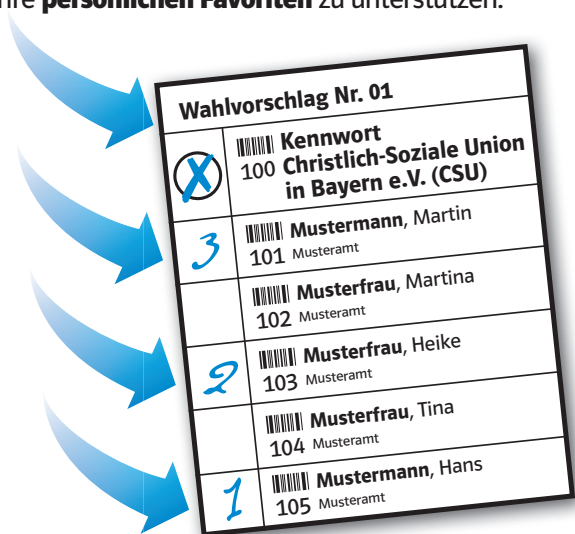 Ihre persönlichen Favoriten zu unterstützen.
Wahlvorschlag Nr. 01
X
Kennwort
100 Christlich-Soziale Union
in Bayern e.V. (CSU)
3
Mustermann, Martin
101 Musteramt
Musterfrau, Martina
102 Musteramt
2
Musterfrau, Heike
103 Musteramt
Musterfrau, Tina
104 Musteramt
1
Mustermann, Hans
105 Musteramt